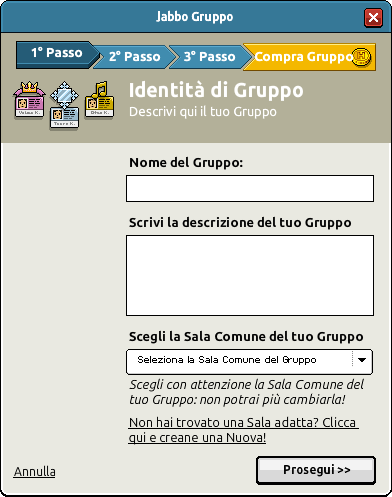 Jabbo Gruppo
1° Passo
2° Passo
3° Passo
Compra Gruppo
Identità di Gruppo
Descrivi qui il tuo Gruppo
Nome del Gruppo:
Scrivi la descrizione del tuo Gruppo
Scegli la Sala Comune del tuo Gruppo
Seleziona la Sala Comune del Gruppo
Scegli con attenzione la Sala Comune del
tuo Gruppo: non potrai più cambiarla!
Non hai trovato una Sala adatta? Clicca
qui e creane una Nuova!
Annulla
Prosegui >>